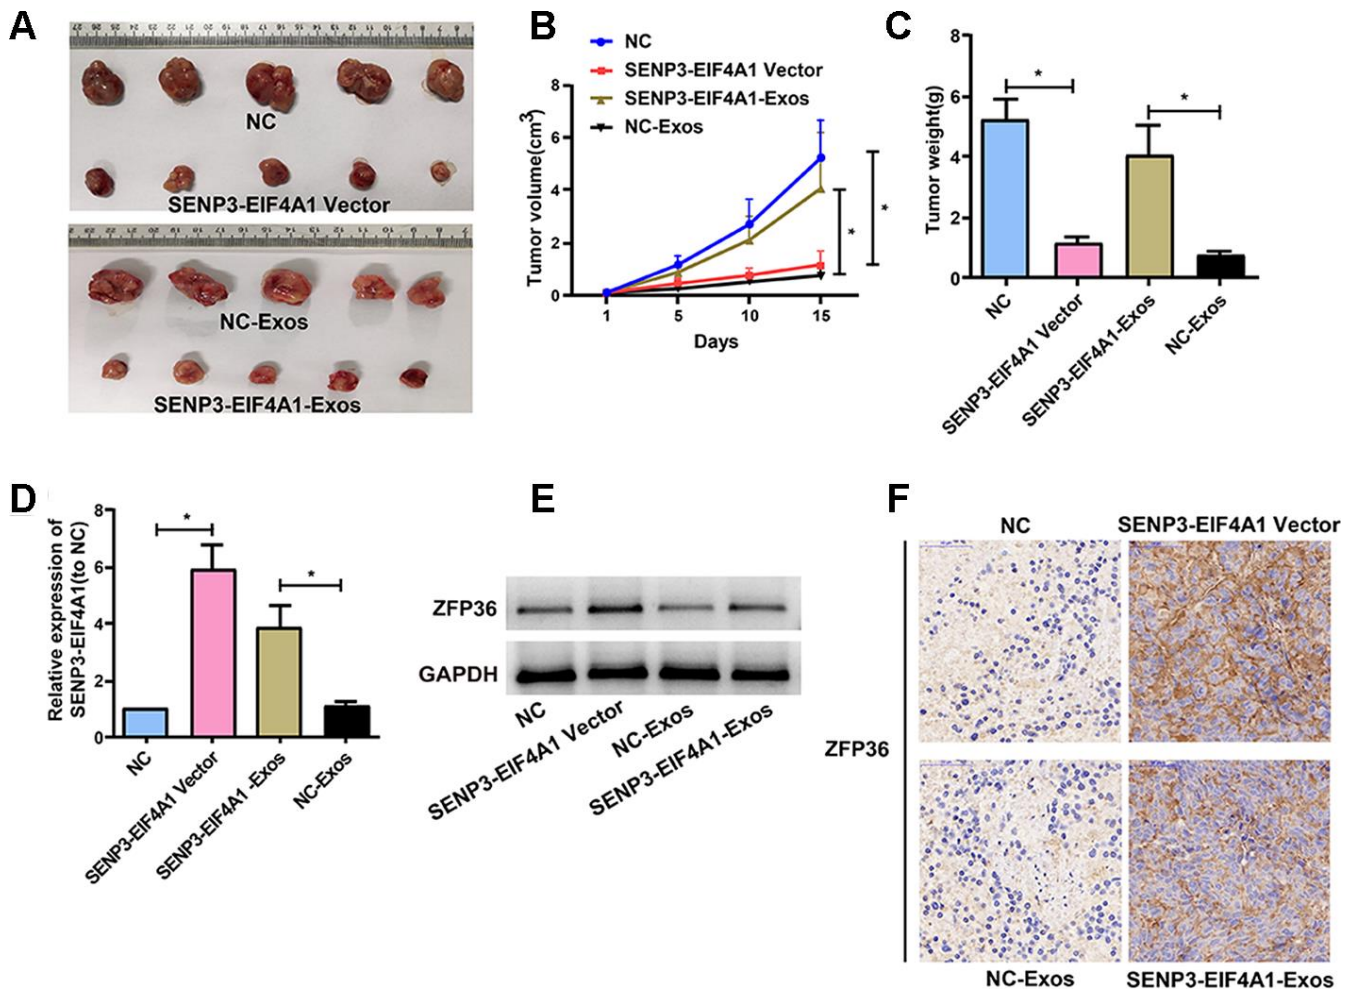 A
NC
SENP3-EIF4A1 Vector
NC-Exos
SENP3-EIF4A1-Exos
B
NC
SENP3-EIF4A1 Vector
SENP3-EIF4A1-Exos
NC-Exos
Tumor volume(cm3)
8
6
4
2
0
1 5 10 15
Days
*
*
C
Tumor weight(g)
8
6
4
2
0
*
*
NC
SENP3-EIF4A1 Vector
SENP3-EIF4A1-Exos
NC-Exos
D
Relative expression of
SENP3-EIF4A1(to NC)
8
6
4
2
0
*
*
NC
SENP3-EIF4A1 Vector
SENP3-EIF4A1 -Exos
NC-Exos
E
ZFP36
GAPDH
NC
SENP3-EIF4A1 Vector
NC-Exos
SENP3-EIF4A1-Exos
F
NC
SENP3-EIF4A1 Vector
ZFP36
NC-Exos
SENP3-EIF4A1-Exos